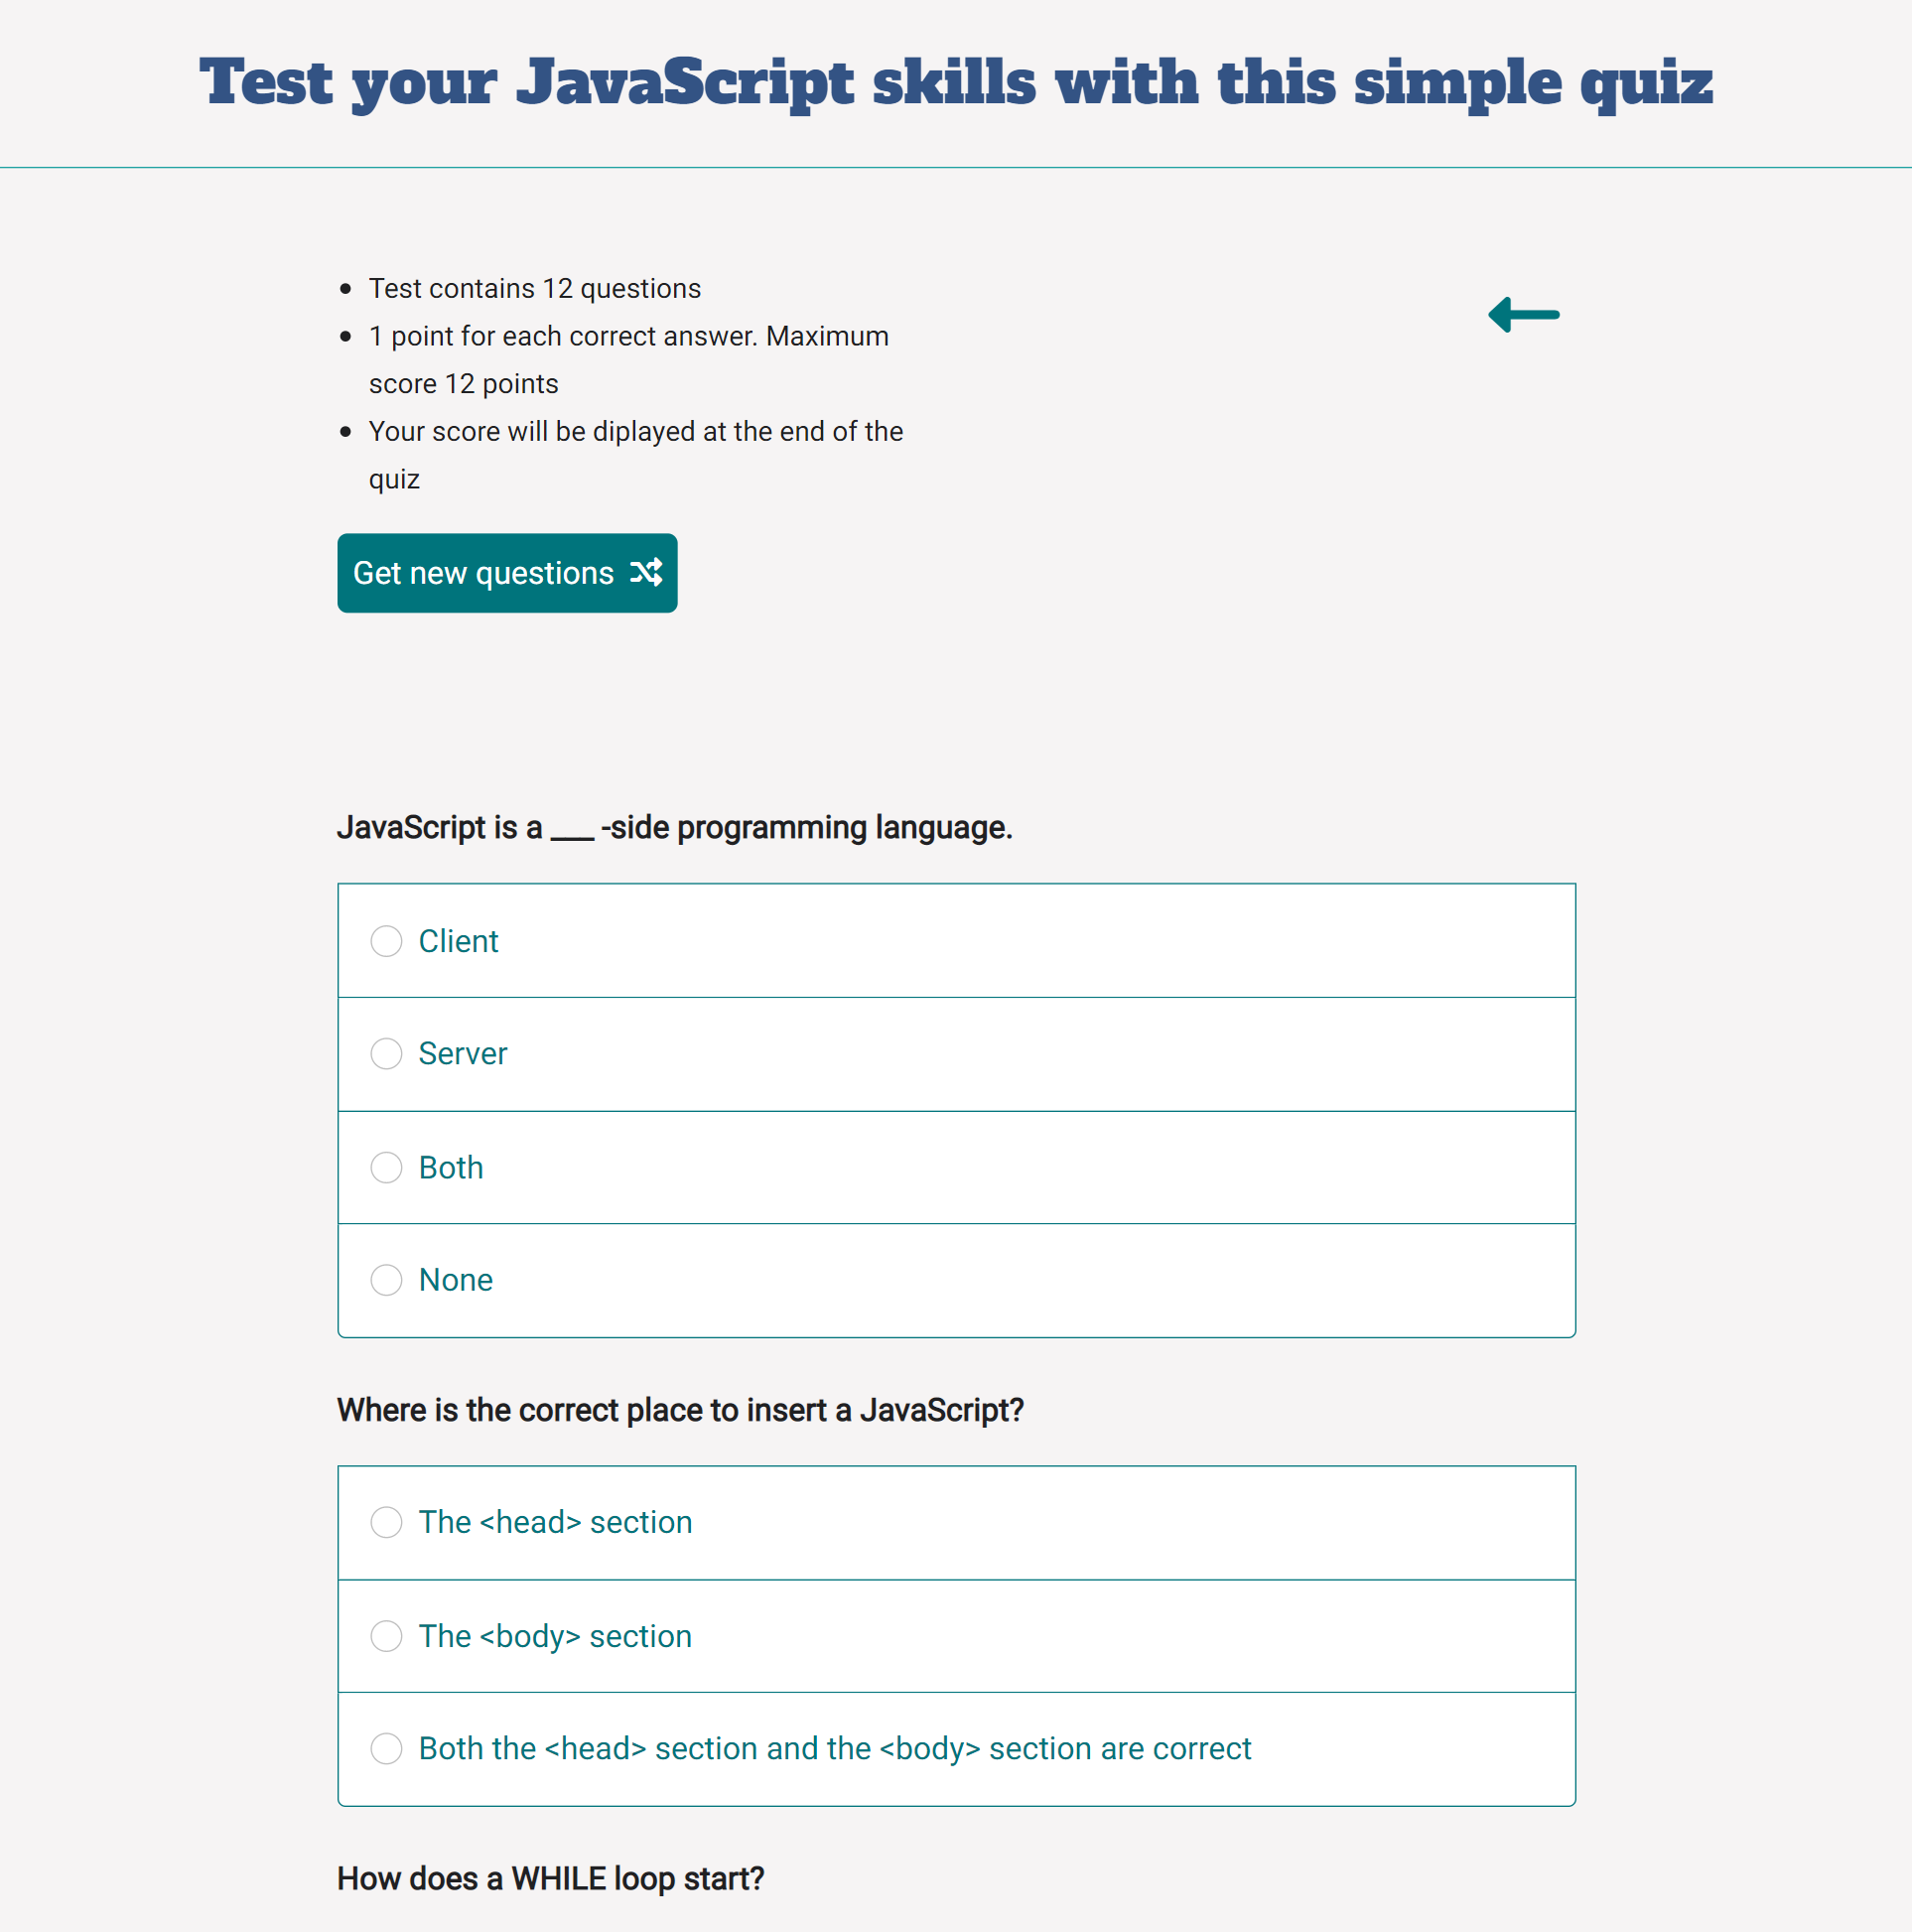 Test your JavaScript skills with this simple quiz
Test contains 12 questions
1 point for each correct answer. Maximum
score 12 points
Your score will be diplayed at the end of the
quiz
Get new questions
JavaScript is a ___ -side programming language.
Client
Server
Both
None
Where is the correct place to insert a JavaScript?
The <head> section
The <body> section
Both the <head> section and the <body> section are correct
How does a WHILE loop start?